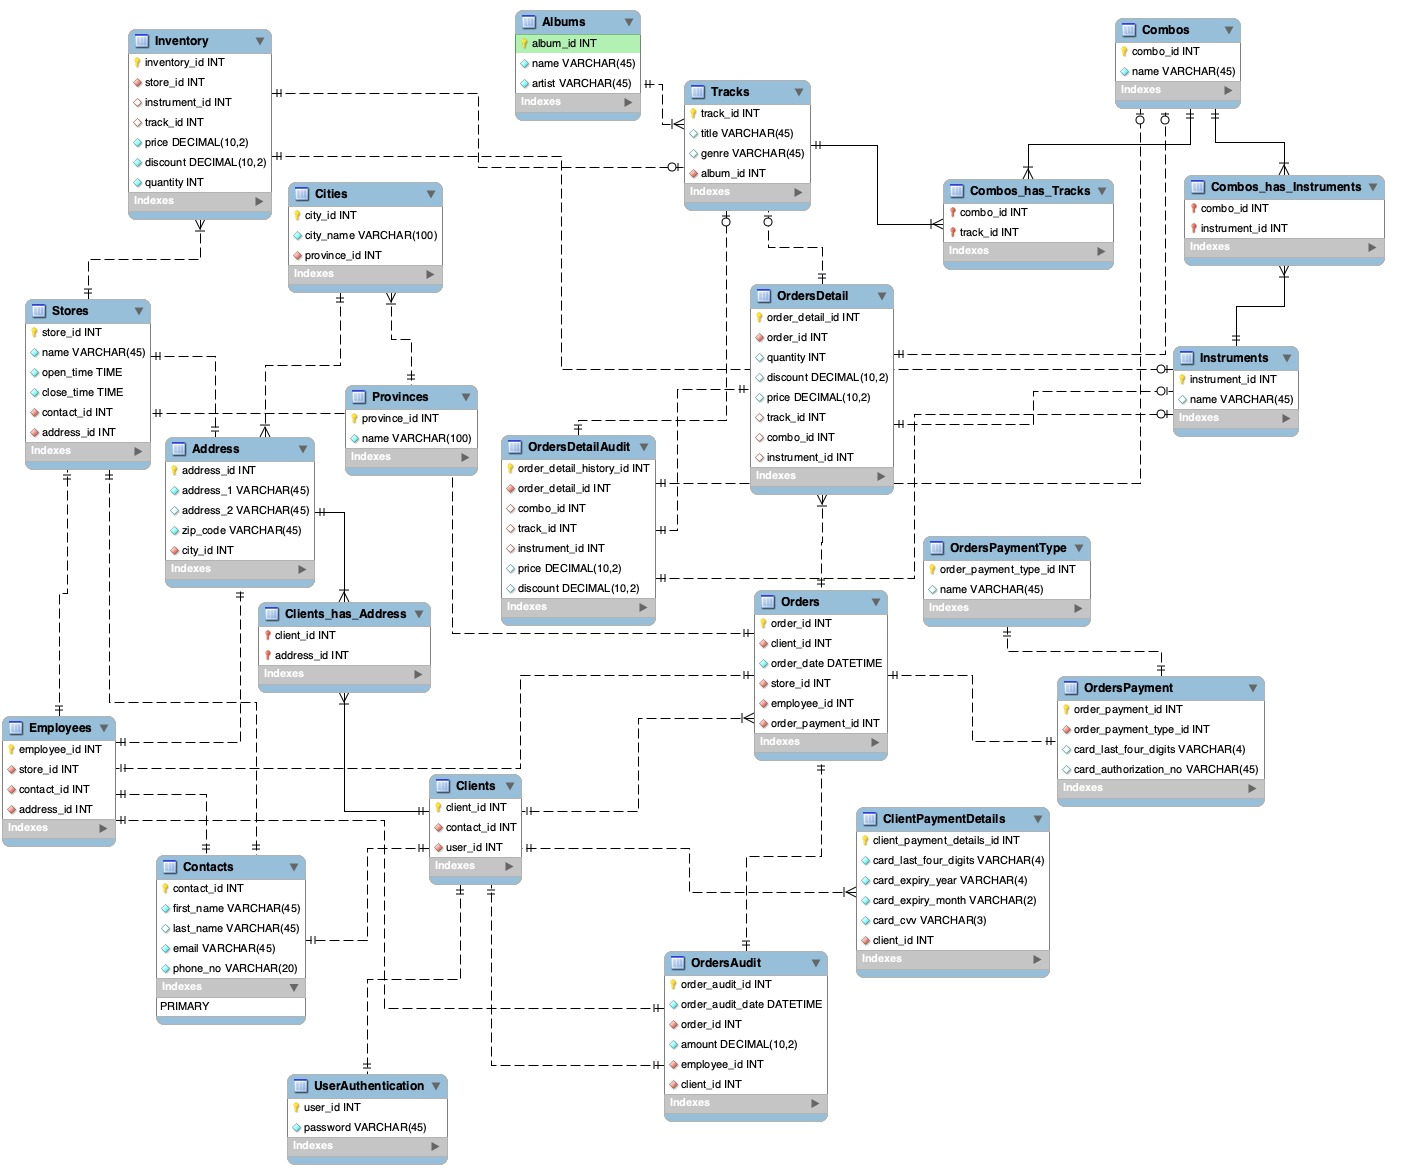 Inventory
inventory_id INT
store_id INT
instrument_id INT
track_id INT
price DECIMAL(10,2)
discount DECIMAL(10,2)
quantity INT
Indexes
Albums
album_id INT
name VARCHAR(45)
artist VARCHAR(45)
Indexes
Tracks
track_id INT
title VARCHAR(45)
genre VARCHAR(45)
album_id INT
Indexes
Combos
combo_id INT
name VARCHAR(45)
Indexes
Combos_has_Tracks
combo_id INT
track_id INT
Indexes
Combos_has_Instruments
combo_id INT
instrument_id INT
Indexes
Cities
city_id INT
city_name VARCHAR(100)
province_id INT
Indexes
Stores
store_id INT
name VARCHAR(45)
open_time TIME
close_time TIME
contact_id INT
address_id INT
Indexes
Provinces
province_id INT
name VARCHAR(100)
Indexes
OrdersDetail
order_detail_id INT
order_id INT
quantity INT
discount DECIMAL(10,2)
price DECIMAL(10,2)
track_id INT
combo_id INT
instrument_id INT
Indexes
Instruments
instrument_id INT
name VARCHAR(45)
Indexes
Address
address_id INT
address_1 VARCHAR(45)
address_2 VARCHAR(45)
zip_code VARCHAR(45)
city_id INT
Indexes
OrdersDetailAudit
order_detail_history_id INT
order_detail_id INT
combo_id INT
track_id INT
instrument_id INT
price DECIMAL(10,2)
discount DECIMAL(10,2)
Indexes
OrdersPaymentType
order_payment_type_id INT
name VARCHAR(45)
Indexes
Clients_has_Address
client_id INT
address_id INT
Indexes
Orders
order_id INT
client_id INT
order_date DATETIME
store_id INT
employee_id INT
order_payment_id INT
Indexes
OrdersPayment
order_payment_id INT
order_payment_type_id INT
card_last_four_digits VARCHAR(4)
card_authorization_no VARCHAR(45)
Indexes
Employees
employee_id INT
store_id INT
contact_id INT
address_id INT
Indexes
Clients
client_id INT
contact_id INT
user_id INT
Indexes
ClientPaymentDetails
client_payment_details_id INT
card_last_four_digits VARCHAR(4)
card_expiry_year VARCHAR(4)
card_expiry_month VARCHAR(2)
card_cvv VARCHAR(3)
client_id INT
Indexes
Contacts
contact_id INT
first_name VARCHAR(45)
last_name VARCHAR(45)
email VARCHAR(45)
phone_no VARCHAR(20)
Indexes
PRIMARY
OrdersAudit
order_audit_id INT
order_audit_date DATETIME
order_id INT
amount DECIMAL(10,2)
employee_id INT
client_id INT
Indexes
UserAuthentication
user_id INT
password VARCHAR(45)
Indexes